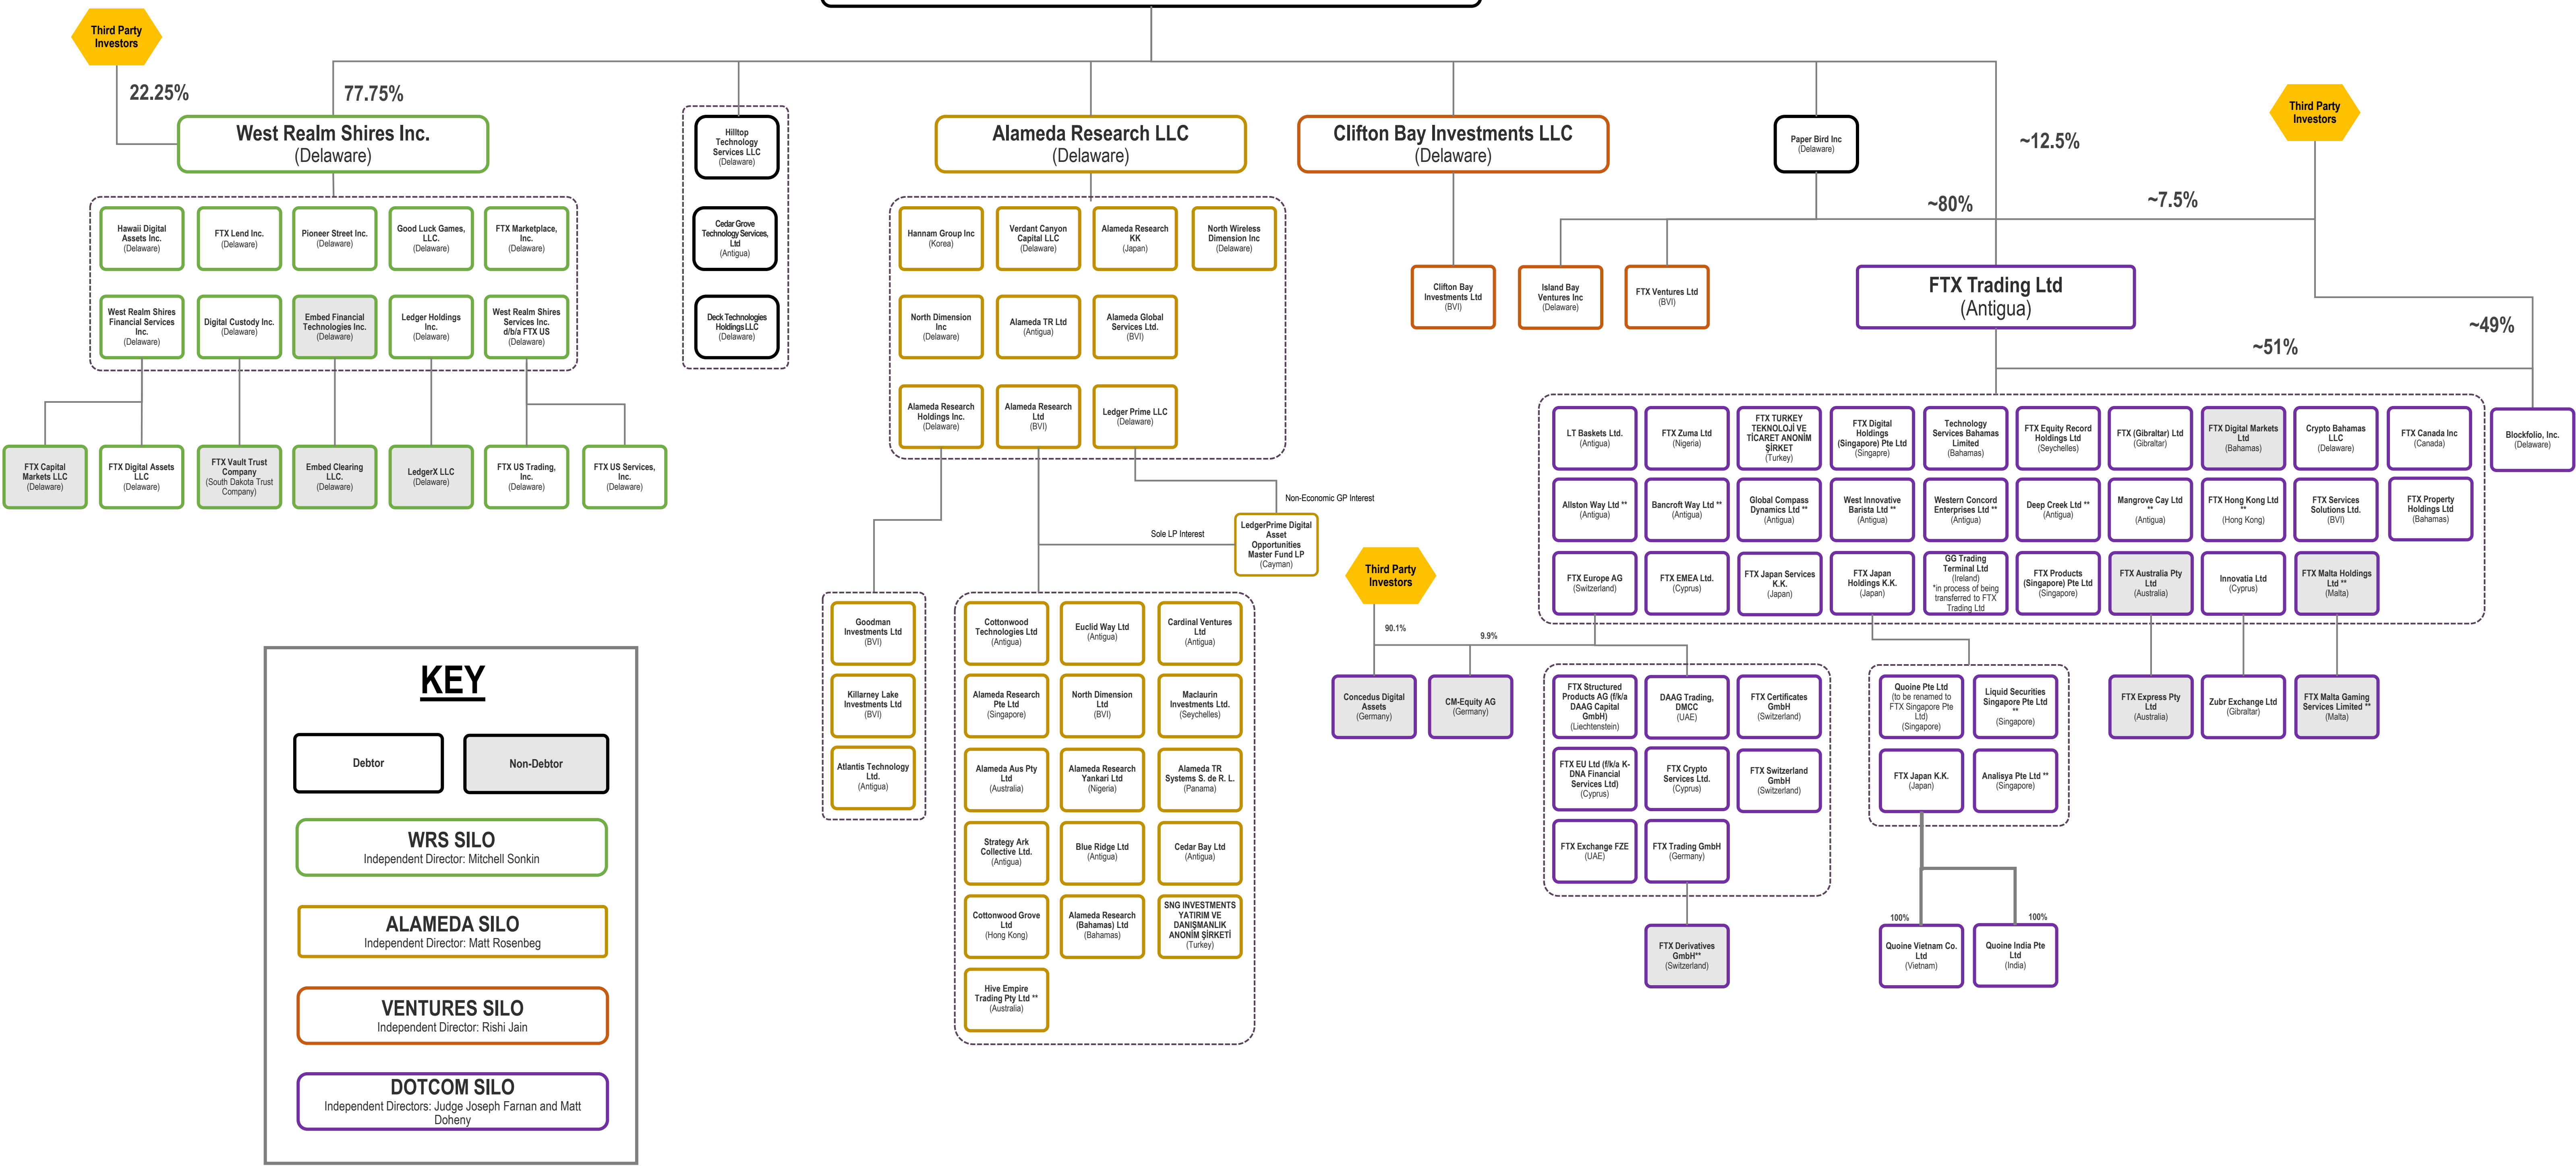 Third Party
Investors
22.25%
77.75%
West Realm Shires Inc.
(Delaware)
Hilltop
Technology
Services LLC
(Delaware)
Alameda Research LLC
(Delaware)
Clifton Bay Investments LLC
(Delaware)
Paper Bird Inc
(Delaware)
~12.5%
Third Party
Investors
~80%
~7.5%
Hawaii Digital
Assets Inc.
(Delaware)
FTX Lend Inc.
(Delaware)
Pioneer Street Inc.
(Delaware)
Good Luck Games,
LLC.
(Delaware)
FTX Marketplace,
Inc.
(Delaware)
West Realm Shires
Financial Services
Inc.
(Delaware)
Digital Custody Inc.
(Delaware)
Embed Financial
Technologies Inc.
(Delaware)
Ledger Holdings
Inc.
(Delaware)
West Realm Shires
Services Inc.
d/b/a FTX US
(Delaware)
FTX Capital
Markets LLC
(Delaware)
FTX Digital Assets
LLC
(Delaware)
FTX Vault Trust
Company
(South Dakota Trust
Company)
Embed Clearing
LLC.
(Delaware)
LedgerX LLC
(Delaware)
FTX US Trading,
Inc.
(Delaware)
FTX US Services,
Inc.
(Delaware)
Cedar Grove
Technology Services,
Ltd
(Antigua)
Deck Technologies
Holdings LLC
(Delaware)
Hannam Group Inc
(Korea)
Verdant Canyon
Capital LLC
(Delaware)
Alameda Research
KK
(Japan)
North Wireless
Dimension Inc
(Delaware)
North Dimension
Inc
(Delaware)
Alameda TR Ltd
(Antigua)
Alameda Global
Services Ltd.
(BVI)
Alameda Research
Holdings Inc.
(Delaware)
Alameda Research
Ltd
(BVI)
Ledger Prime LLC
(Delaware)
Non-Economic GP Interest
Sole LP Interest
LedgerPrime Digital
Asset
Opportunities
Master Fund LP
(Cayman)
Goodman
Investments Ltd
(BVI)
Killarney Lake
Investments Ltd
(BVI)
Atlantis Technology
Ltd.
(Antigua)
Cottonwood
Technologies Ltd
(Antigua)
Euclid Way Ltd
(Antigua)
Cardinal Ventures
Ltd
(Antigua)
Alameda Research
Pte Ltd
(Singapore)
North Dimension
Ltd
(BVI)
Maclaurin
Investments Ltd.
(Seychelles)
Alameda Aus Pty
Ltd
(Australia)
Alameda Research
Yankari Ltd
(Nigeria)
Alameda TR
Systems S. de R. L.
(Panama)
Strategy Ark
Collective Ltd.
(Antigua)
Blue Ridge Ltd
(Antigua)
Cedar Bay Ltd
(Antigua)
Cottonwood Grove
Ltd
(Hong Kong)
Alameda Research
(Bahamas) Ltd
(Bahamas)
SNG INVESTMENTS
YATIRIM VE
DANIŞMANLIK
ANONİM ŞİRKETİ
(Turkey)
Hive Empire
Trading Pty Ltd **
(Australia)
Clifton Bay
Investments Ltd
(BVI)
Island Bay
Ventures Inc
(Delaware)
FTX Ventures Ltd
(BVI)
FTX Trading Ltd
(Antigua)
~51%
~49%
LT Baskets Ltd.
(Antigua)
FTX Zuma Ltd
(Nigeria)
FTX TURKEY
TEKNOLOJİ VE
TİCARET ANONİM
ŞİRKET
(Turkey)
FTX Digital
Holdings
(Singapore) Pte Ltd
(Singapre)
Technology
Services Bahamas
Limited
(Bahamas)
FTX Equity Record
Holdings Ltd
(Seychelles)
FTX (Gibraltar) Ltd
(Gibraltar)
FTX Digital Markets
Ltd
(Bahamas)
Crypto Bahamas
LLC
(Delaware)
FTX Canada Inc
(Canada)
Blockfolio, Inc.
(Delaware)
Allston Way Ltd **
(Antigua)
Bancroft Way Ltd **
(Antigua)
Global Compass
Dynamics Ltd **
(Antigua)
West Innovative
Barista Ltd **
(Antigua)
Western Concord
Enterprises Ltd **
(Antigua)
Deep Creek Ltd **
(Antigua)
Mangrove Cay Ltd
**
(Antigua)
FTX Hong Kong Ltd
**
(Hong Kong)
FTX Services
Solutions Ltd.
(BVI)
FTX Property
Holdings Ltd
(Bahamas)
FTX Europe AG
(Switzerland)
FTX EMEA Ltd.
(Cyprus)
FTX Japan Services
K.K.
(Japan)
FTX Japan
Holdings K.K.
(Japan)
GG Trading
Terminal Ltd
(Ireland)
*in process of being
transferred to FTX
Trading Ltd
FTX Products
(Singapore) Pte Ltd
(Singapore)
FTX Australia Pty
Ltd
(Australia)
Innovatia Ltd
(Cyprus)
FTX Malta Holdings
Ltd **
(Malta)
Third Party
Investors
90.1%
9.9%
Concedus Digital
Assets
(Germany)
CM-Equity AG
(Germany)
FTX Structured
Products AG (f/k/a
DAAG Capital
GmbH)
(Liechtenstein)
DAAG Trading,
DMCC
(UAE)
FTX Certificates
GmbH
(Switzerland)
FTX EU Ltd (f/k/a K-
DNA Financial
Services Ltd)
(Cyprus)
FTX Crypto
Services Ltd.
(Cyprus)
FTX Switzerland
GmbH
(Switzerland)
FTX Exchange FZE
(UAE)
FTX Trading GmbH
(Germany)
FTX Derivatives
GmbH**
(Switzerland)
Quoine Pte Ltd
(to be renamed to
FTX Singapore Pte
Ltd)
(Singapore)
Liquid Securities
Singapore Pte Ltd
**
(Singapore)
FTX Japan K.K.
(Japan)
Analisya Pte Ltd **
(Singapore)
100%
100%
Quoine Vietnam Co.
Ltd
(Vietnam)
Quoine India Pte
Ltd
(India)
FTX Express Pty
Ltd
(Australia)
Zubr Exchange Ltd
(Gibraltar)
FTX Malta Gaming
Services Limited **
(Malta)
KEY
Debtor
Non-Debtor
WRS SILO
Independent Director: Mitchell Sonkin
ALAMEDA SILO
Independent Director: Matt Rosenbeg
VENTURES SILO
Independent Director: Rishi Jain
DOTCOM SILO
Independent Directors: Judge Joseph Farnan and Matt
Doheny